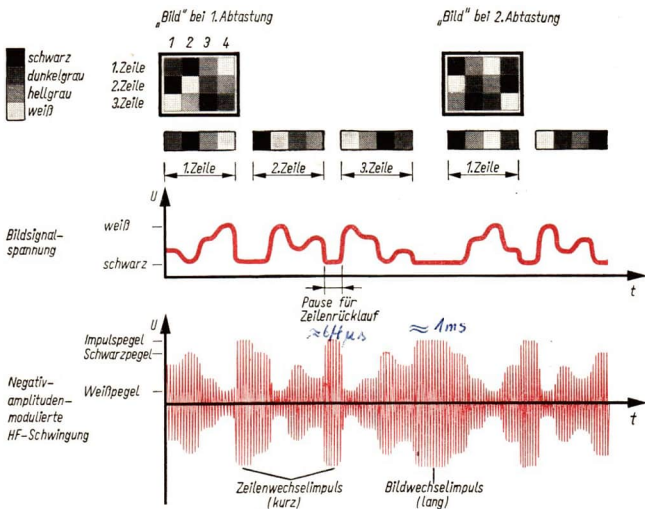 „Bild" bei 1. Abtastung
„Bild" bei 2. Abtastung
1 2 3 4
schwarz
dunkelgrau
hellgrau
weiß
1. Zeile
2. Zeile
3. Zeile
1. Zeile
2. Zeile
3. Zeile
1. Zeile
U
Bildsignal-
spannung
weiß
schwarz
t
Pause für
Zeilenrücklauf
≈ 1ms
U
Impulspegel
Schwarzpegel
Weißpegel
Negativ-
amplituden-
modulierte
HF-Schwingung
t
Zeilenwechselimpuls
(kurz)
Bildwechselimpuls
(lang)